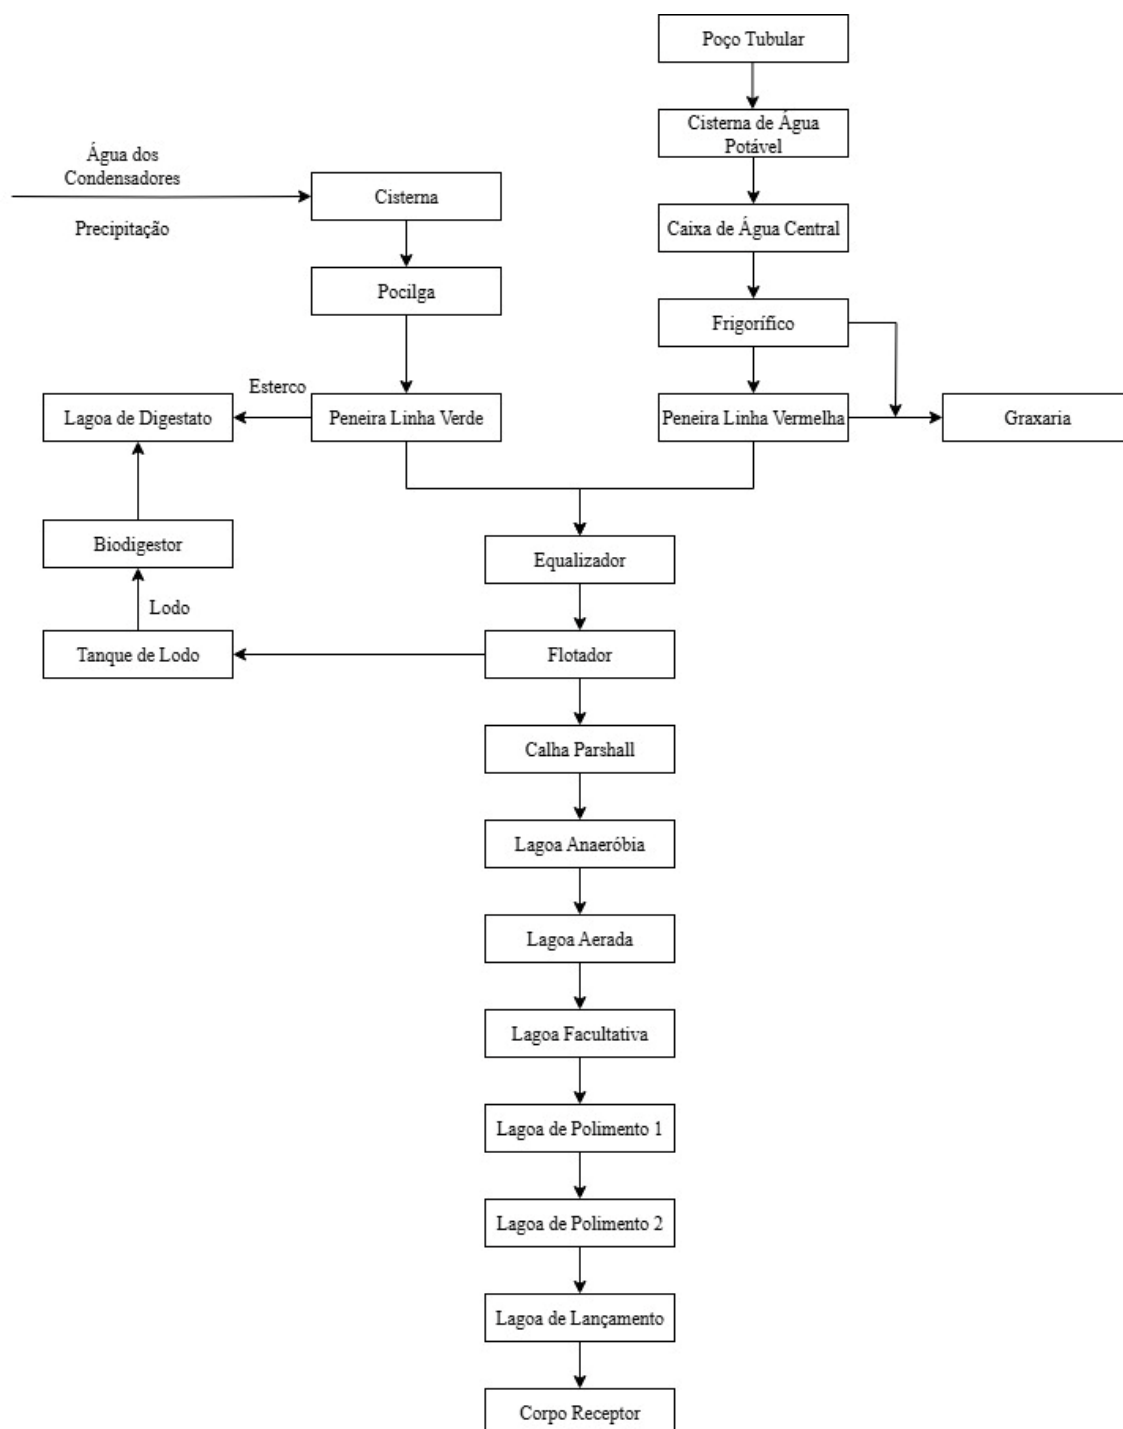 Poço Tubular
Cisterna de Água
Potável
Água dos
Condensadores
Precipitação
Cisterna
Caixa de Água Central
Pocilga
Frigorífico
Esterco
Lagoa de Digestato
Peneira Linha Verde
Peneira Linha Vermelha
Graxaria
Biodigestor
Equalizador
Lodo
Tanque de Lodo
Flotador
Calha Parshall
Lagoa Anaeróbia
Lagoa Aerada
Lagoa Facultativa
Lagoa de Polimento 1
Lagoa de Polimento 2
Lagoa de Lançamento
Corpo Receptor